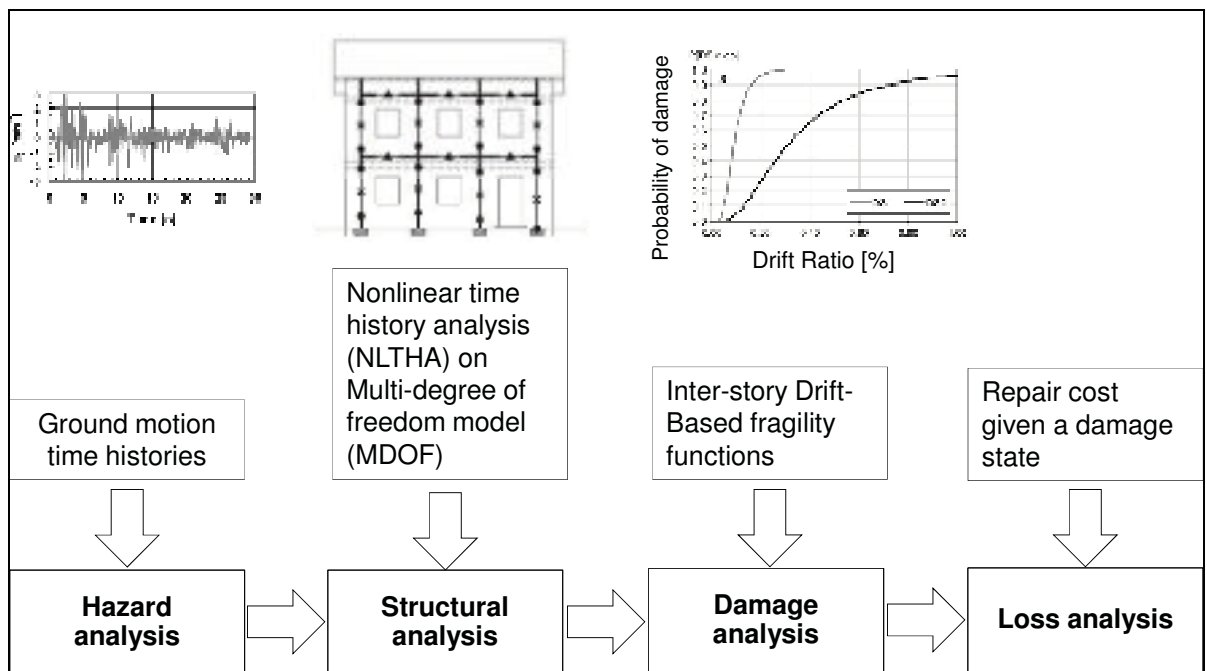 Probability of damage
Drift Ratio [%]
Nonlinear time
history analysis
(NLTHA) on
Multi-degree of
freedom model
(MDOF)
Ground motion
time histories
Inter-story Drift-
Based fragility
functions
Repair cost
given a damage
state
Hazard
analysis
Structural
analysis
Damage
analysis
Loss analysis